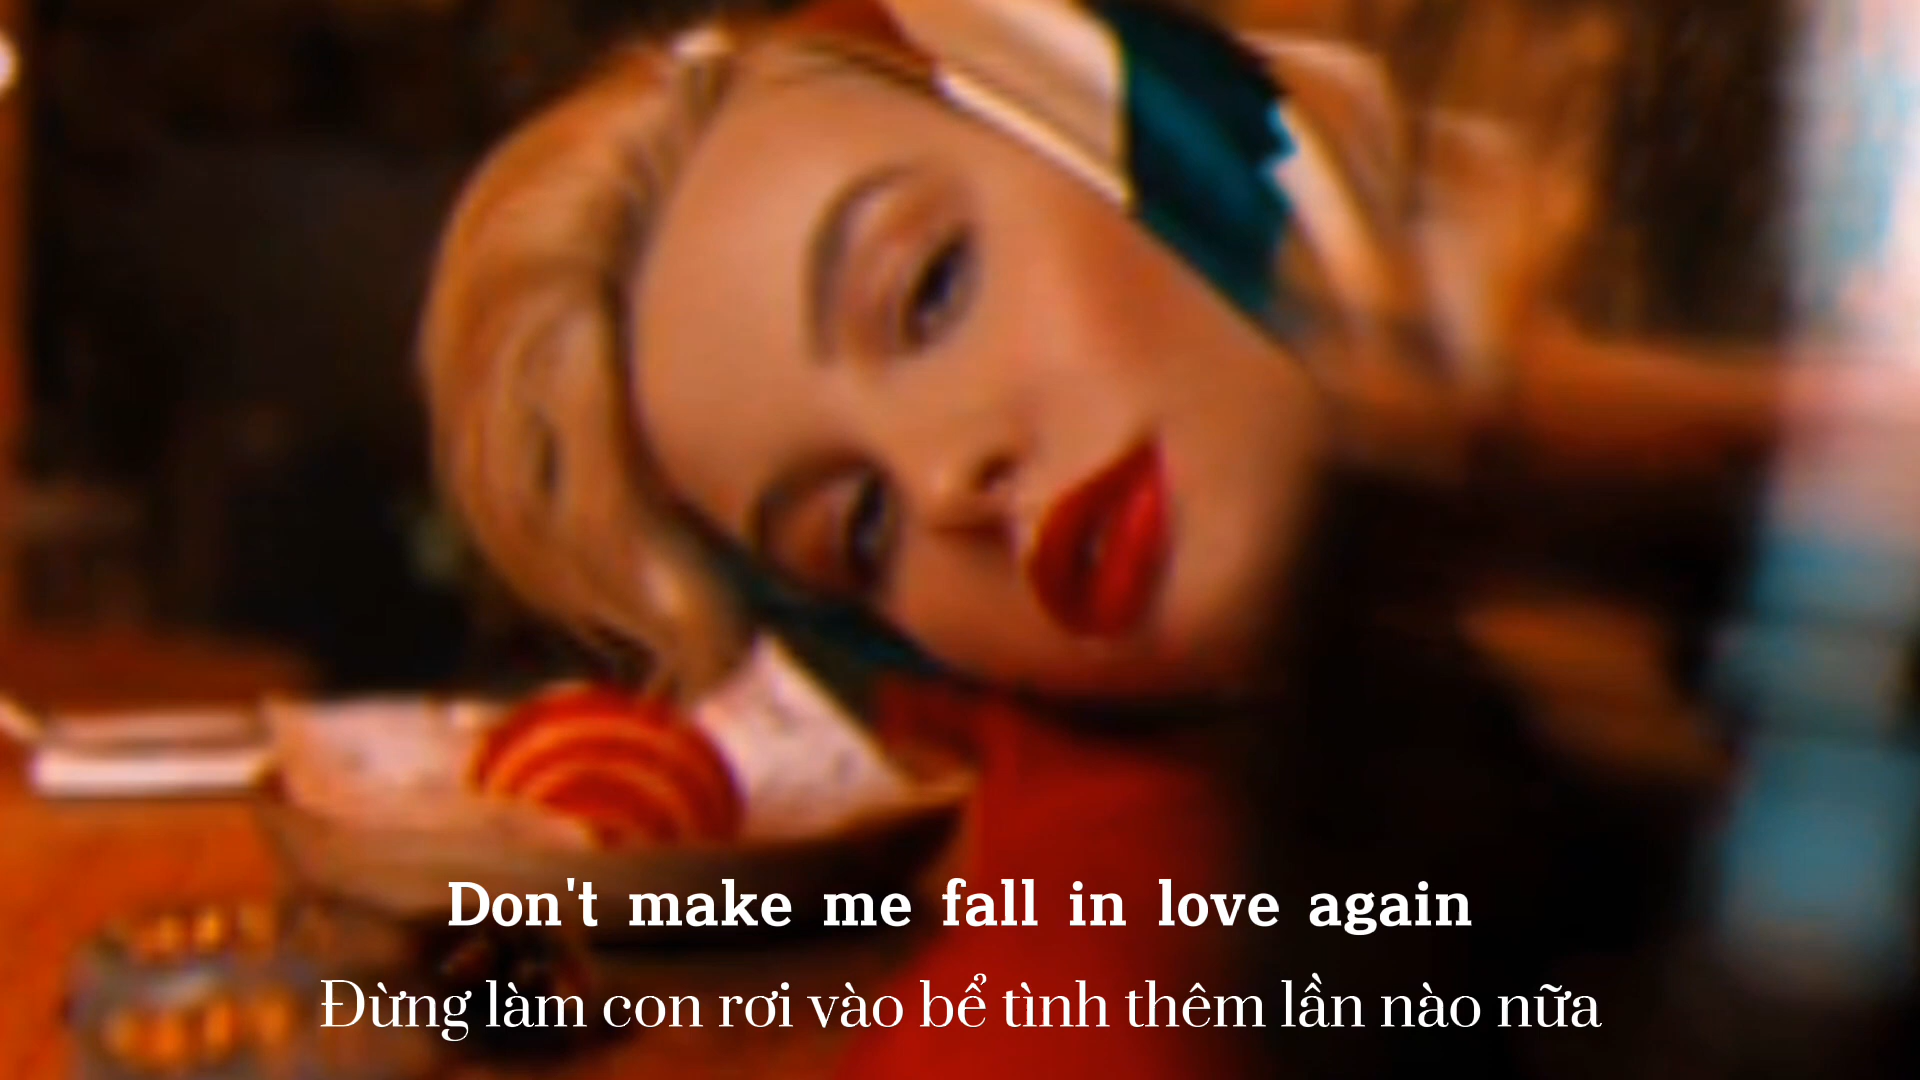 Don't make me fall in love again
Đừng làm con rơi vào bể tình thêm lần nào nữa